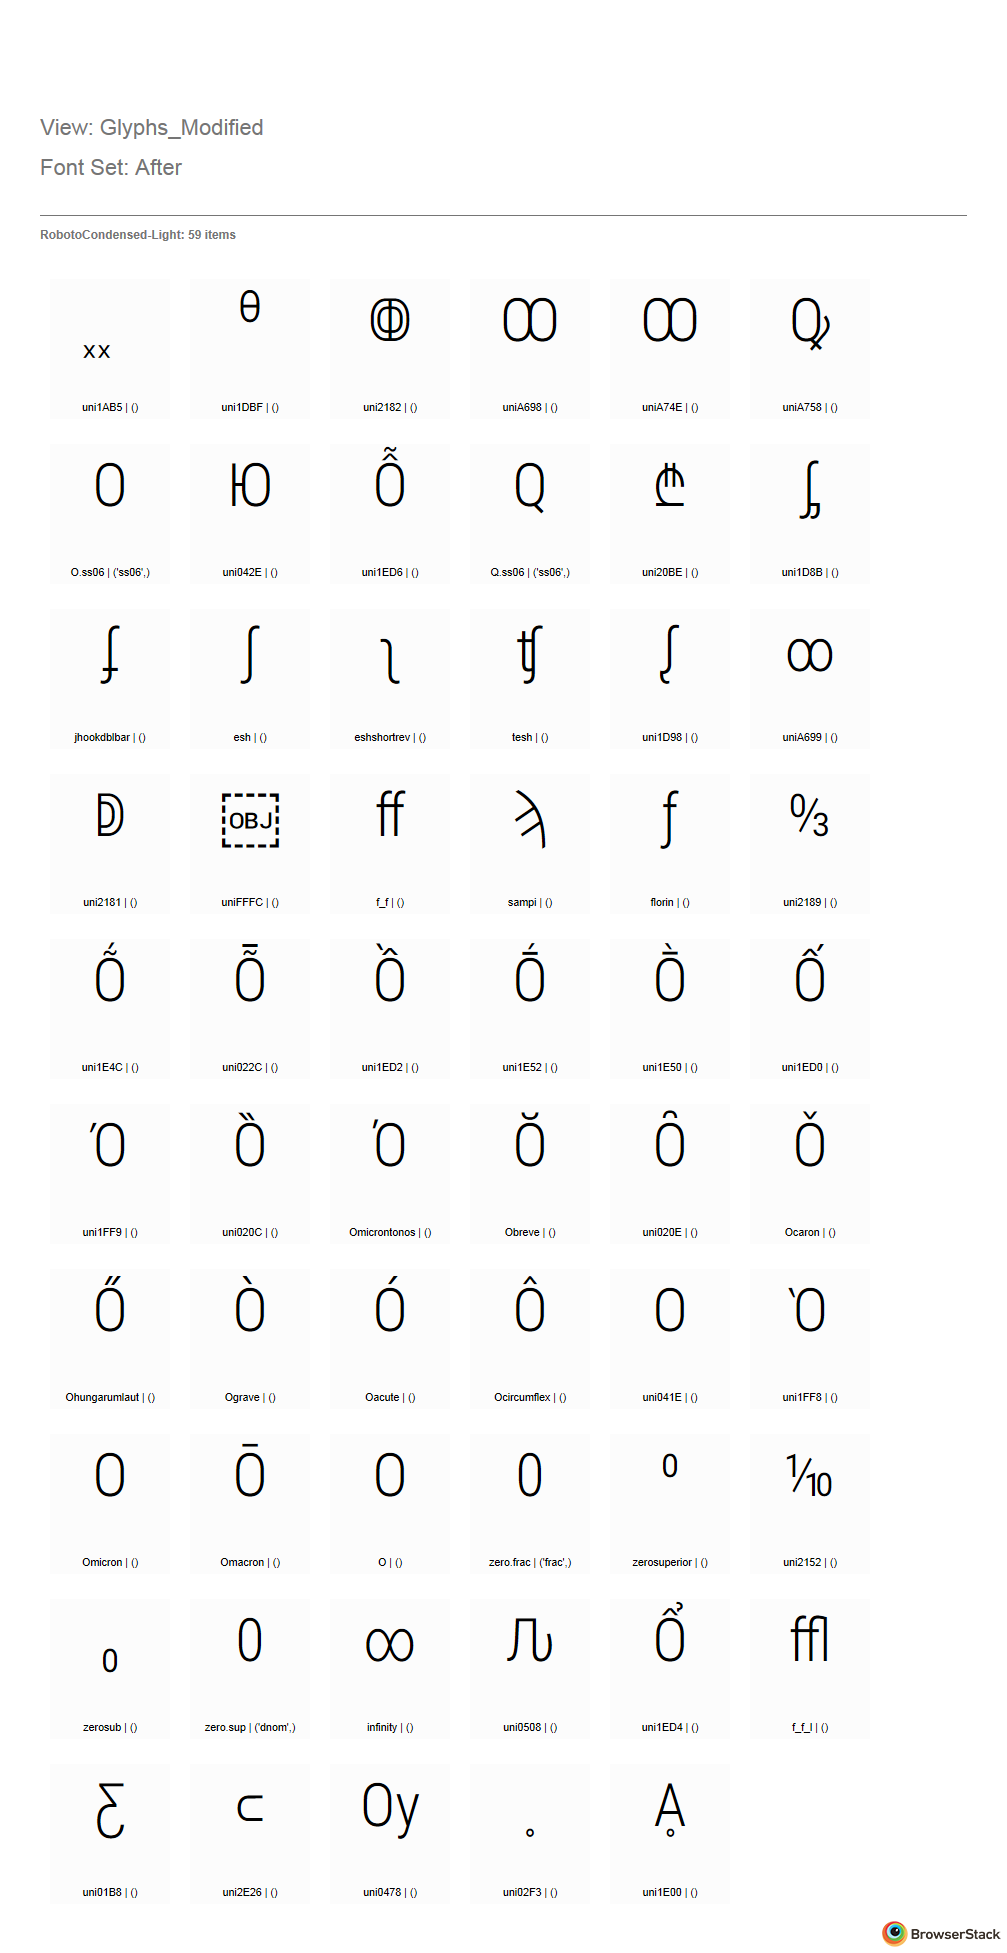 View: Glyphs_Modified
Font Set: After
RobotoCondensed-Light: 59 items
xx θ ↂ Ꚙ Ꝏ Ꝙ
uni1AB5 | () uni1DBF | () uni2182 | () uniA698 | () uniA74E | () uniA758 | ()
O Ю Ỗ Q ₾ ᶋ
O.ss06 | ('ss06',) uni042E | () uni1ED6 | () Q.ss06 | ('ss06',) uni20BE | () uni1D8B | ()
ʄ ʃ ʅ ʧ ᶘ ꚙ
jhookdblbar | () esh | () eshshortrev | () tesh | () uni1D98 | () uniA699 | ()
ↁ OBJ ff Ϡ ƒ ↉
uni2181 | () uniFFFC | () f_f | () sampi | () florin | () uni2189 | ()
Ṍ Ȭ Ồ Ṓ Ṑ Ố
uni1E4C | () uni022C | () uni1ED2 | () uni1E52 | () uni1E50 | () uni1ED0 | ()
Ό Ȍ Ό Ŏ Ȏ Ǒ
uni1FF9 | () uni020C | () Omicrontonos | () Obreve | () uni020E | () Ocaron | ()
Ő Ò Ó Ô О Ὸ
Ohungarumlaut | () Ograve | () Oacute | () Ocircumflex | () uni041E | () uni1FF8 | ()
Ο Ō O 0 ⁰ ⅒
Omicron | () Omacron | () O | () zero.frac | ('frac',) zerosuperior | () uni2152 | ()
₀ 0 ∞ Ԉ Ổ ffl
zerosub | () zero.sup | ('dnom',) infinity | () uni0508 | () uni1ED4 | () f_f_l | ()
Ƹ ⸦ Ѹ ˳ Ḁ
uni01B8 | () uni2E26 | () uni0478 | () uni02F3 | () uni1E00 | ()
BrowserStack